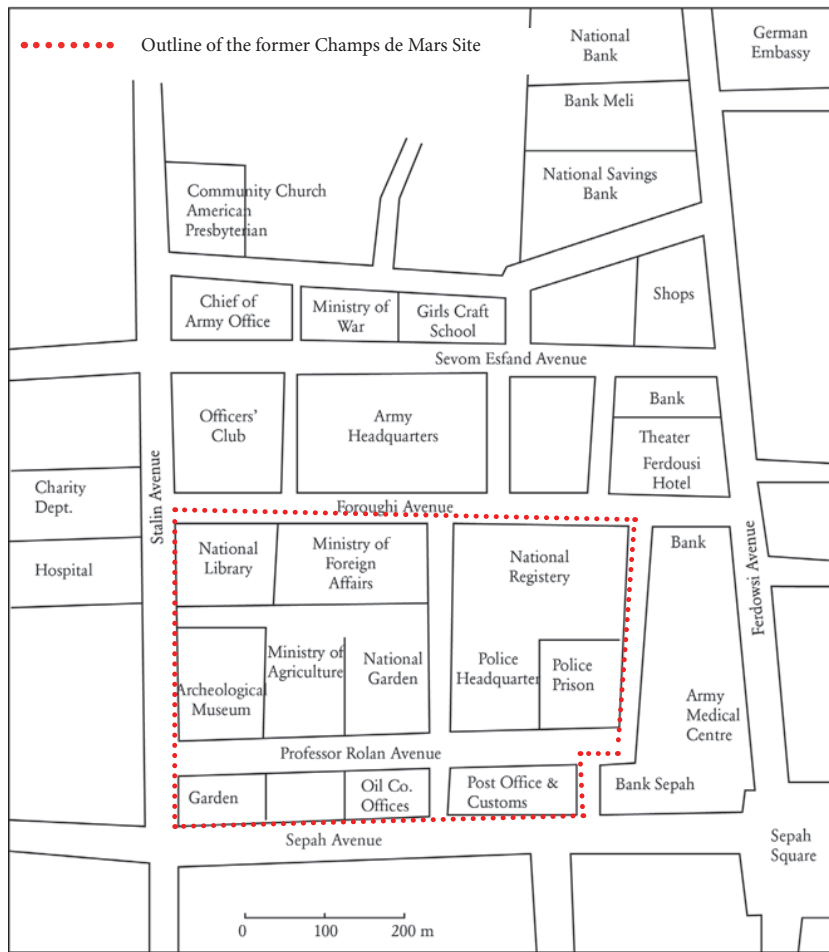 Outline of the former Champs de Mars Site
National
Bank
German
Embassy
Bank Meli
National Savings
Bank
Community Church
American
Presbyterian
Chief of
Army Office
Ministry of
War
Girls Craft
School
Shops
Sevom Esfand Avenue
Officers'
Club
Army
Headquarters
Bank
Theater
Ferdousi
Hotel
Stalin Avenue
Charity
Dept.
Foroughi Avenue
Hospital
National
Library
Ministry of
Foreign
Affairs
National
Registery
Bank
Ferdowsi Avenue
Ministry of
Agriculture
National
Garden
Police
Headquarter
Police
Prison
Archeological
Museum
Army
Medical
Centre
Professor Rolan Avenue
Garden
Oil Co.
Offices
Post Office &
Customs
Bank Sepah
Sepah Avenue
Sepah
Square
0 100 200 m